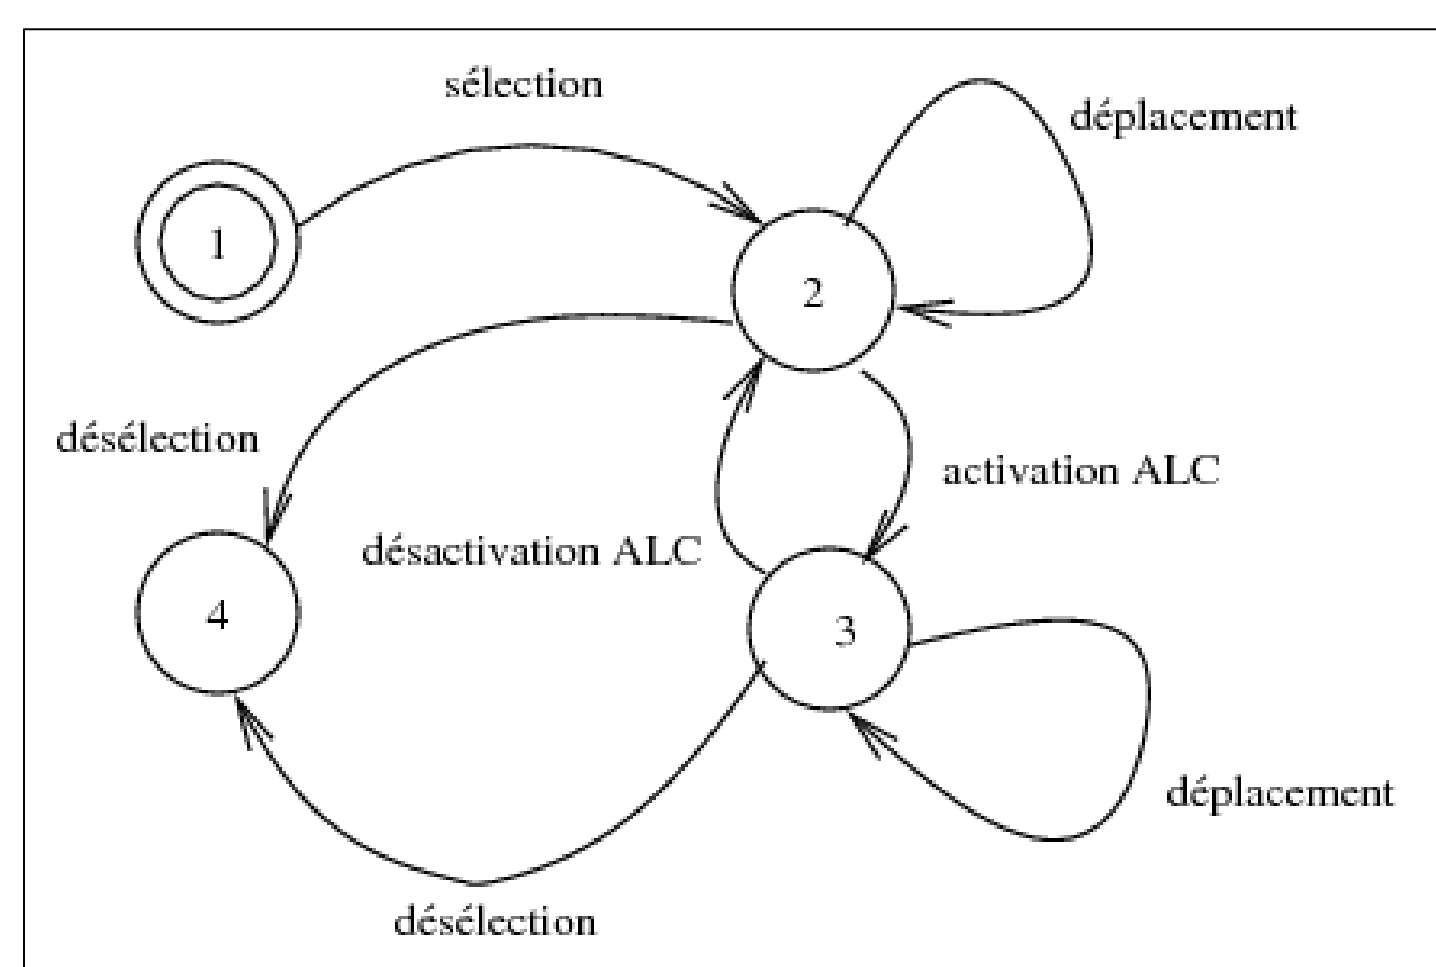 sélection
déplacement
1
2
désélection
activation ALC
désactivation ALC
4
3
déplacement
désélection